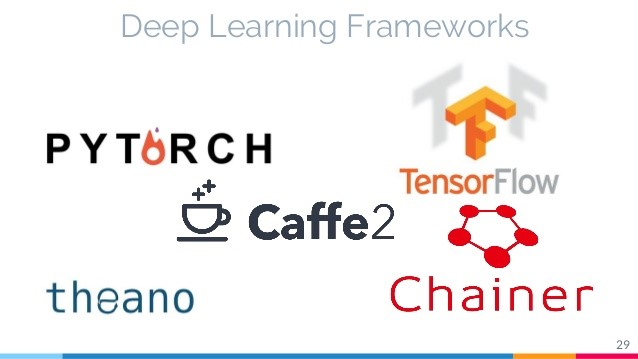 Deep Learning Frameworks
PYTORCH
TensorFlow
Caffe2
theano
Chainer
29